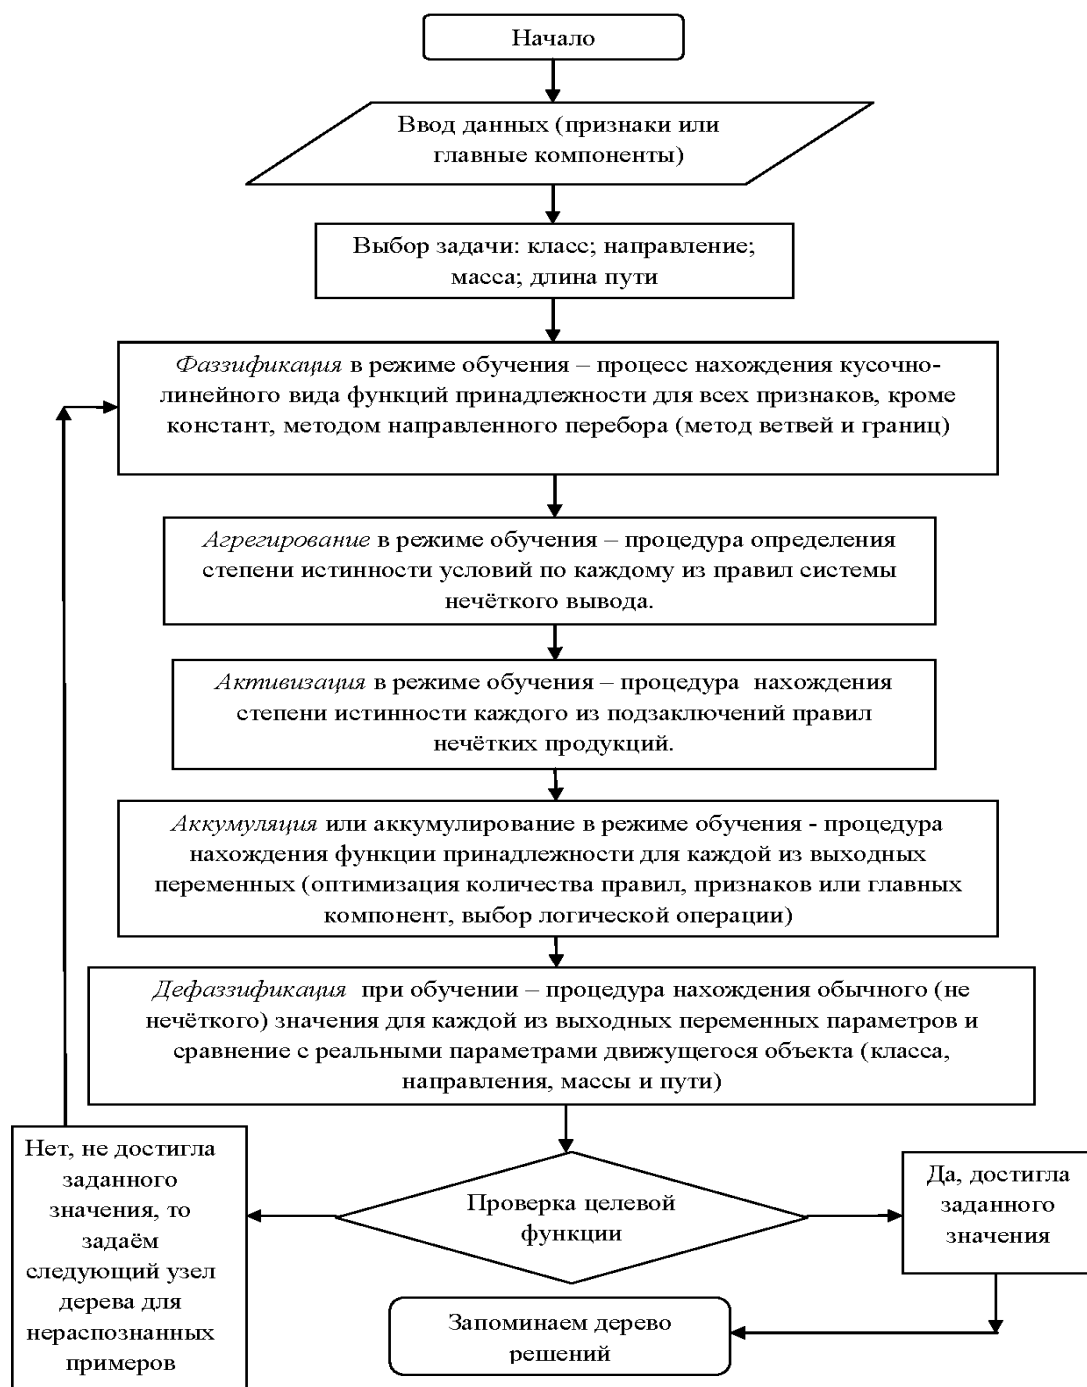 Начало
Ввод данных (признаки или
главные компоненты)
Выбор задачи: класс; направление;
масса; длина пути
Фаззификация в режиме обучения – процесс нахождения кусочно-
линейного вида функций принадлежности для всех признаков, кроме
констант, методом направленного перебора (метод ветвей и границ)
Агрегирование в режиме обучения – процедура определения
степени истинности условий по каждому из правил системы
нечёткого вывода.
Активизация в режиме обучения – процедура  нахождения
степени истинности каждого из подзаключений правил
нечётких продукций.
Аккумуляция или аккумулирование в режиме обучения - процедура
нахождения функции принадлежности для каждой из выходных
переменных (оптимизация количества правил, признаков или главных
компонент, выбор логической операции)
Дефаззификация  при обучении – процедура нахождения обычного (не
нечёткого) значения для каждой из выходных переменных параметров и
сравнение с реальными параметрами движущегося объекта (класса,
направления, массы и пути)
Проверка целевой
функции
Нет, не достигла
заданного
значения, то
задаём
следующий узел
дерева для
нераспознанных
примеров
Да, достигла
заданного
значения
Запоминаем дерево
решений